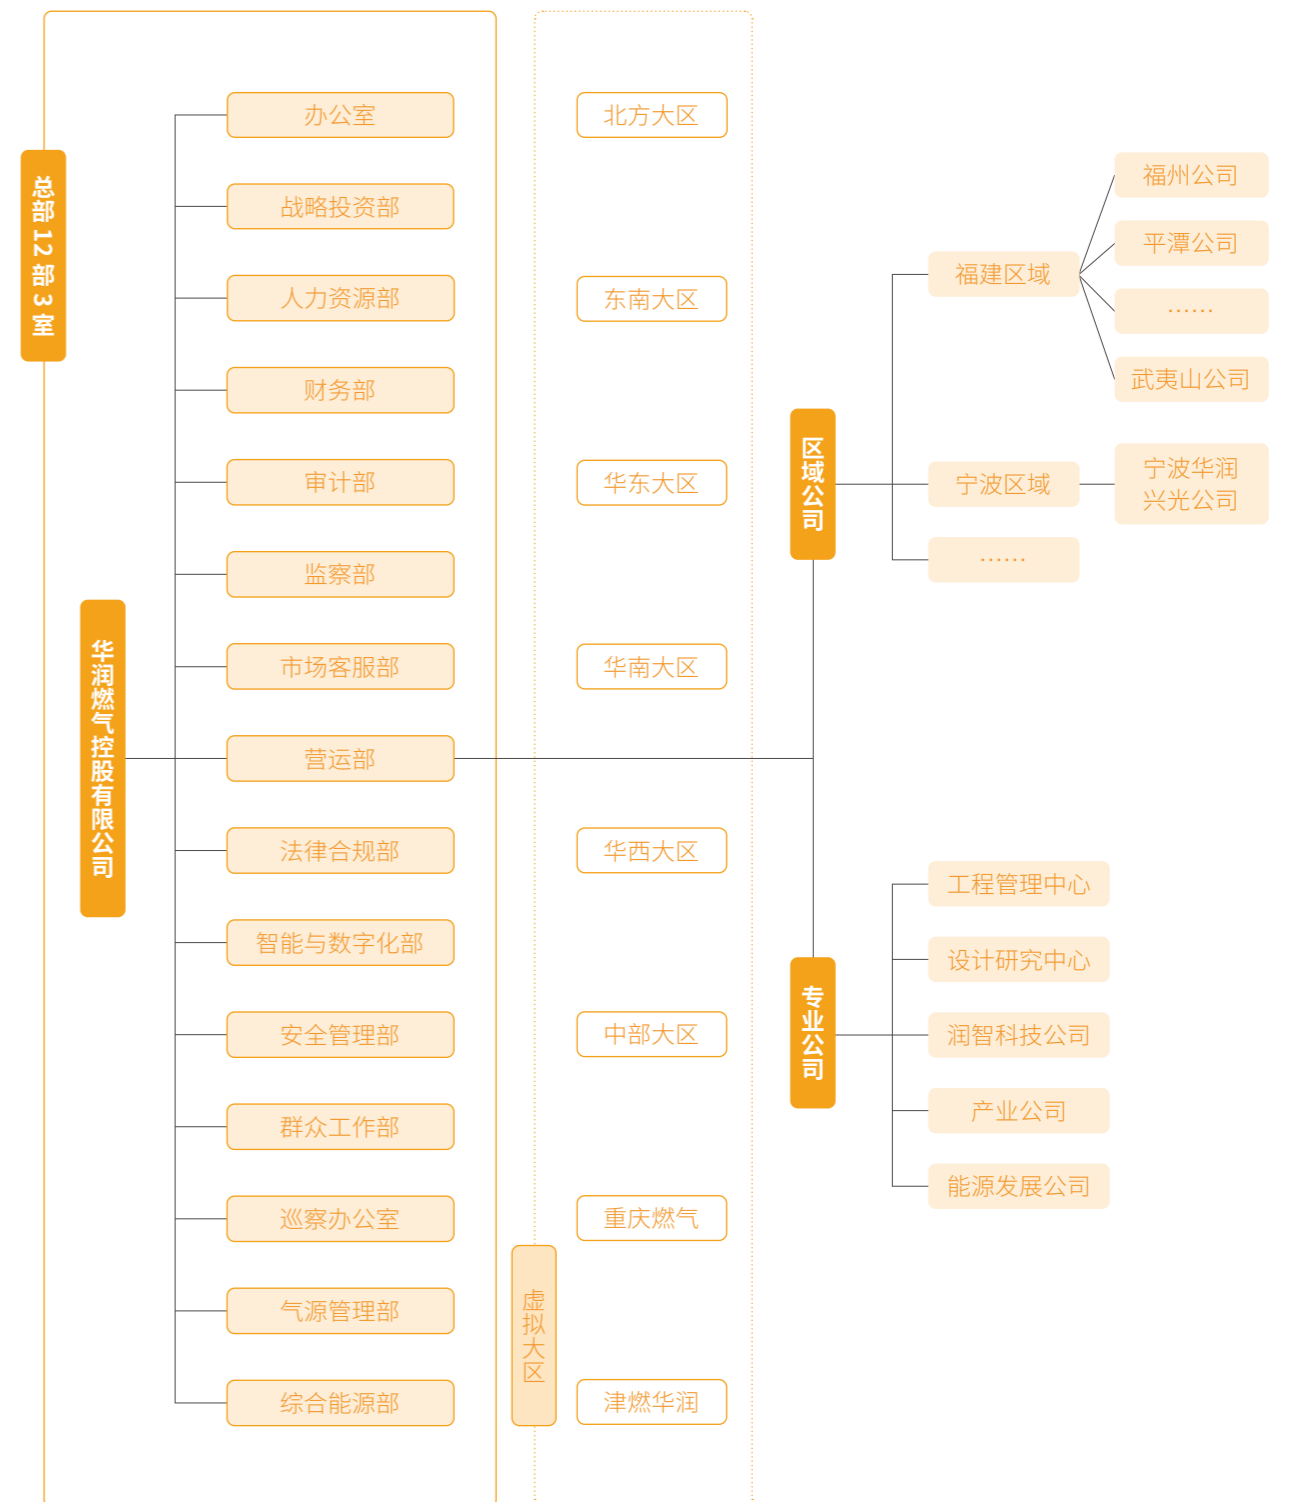 总部12部3室
华润燃气控股有限公司
办公室
战略投资部
人力资源部
财务部
审计部
监察部
市场客服部
营运部
法律合规部
智能与数字化部
安全管理部
群众工作部
巡察办公室
气源管理部
综合能源部
虚拟大区
北方大区
东南大区
华东大区
华南大区
华西大区
中部大区
重庆燃气
津燃华润
区域公司
福建区域
福州公司
平潭公司
······
武夷山公司
宁波区域
宁波华润
兴光公司
······
专业公司
工程管理中心
设计研究中心
润智科技公司
产业公司
能源发展公司